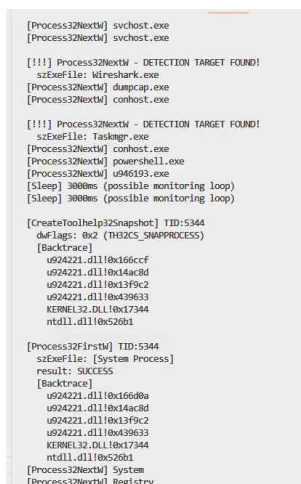 [Process32NextW] svchost.exe
[Process32NextW] svchost.exe
[!!!] Process32NextW - DETECTION TARGET FOUND!
szExeFile: Wireshark.exe
[Process32NextW] dumpcap.exe
[Process32NextW] conhost.exe
[!!!] Process32NextW - DETECTION TARGET FOUND!
szExeFile: Taskmgr.exe
[Process32NextW] conhost.exe
[Process32NextW] powershell.exe
[Process32NextW] u946193.exe
[Sleep] 3000ms (possible monitoring loop)
[Sleep] 3000ms (possible monitoring loop)
[CreateToolhelp32Snapshot] TID:5344
dwFlags: 0x2 (TH32CS_SNAPPROCESS)
[Backtrace]
u924221.dll!0x166ccf
u924221.dll!0x14ac8d
u924221.dll!0x13f9c2
u924221.dll!0x439633
KERNEL32.DLL!0x17344
ntdll.dll!0x526b1
[Process32FirstW] TID:5344
szExeFile: [System Process]
result: SUCCESS
[Backtrace]
u924221.dll!0x166d0a
u924221.dll!0x14ac8d
u924221.dll!0x13f9c2
u924221.dll!0x439633
KERNEL32.DLL!0x17344
ntdll.dll!0x526b1
[Process32NextW] System
[Process32NextW] Registry